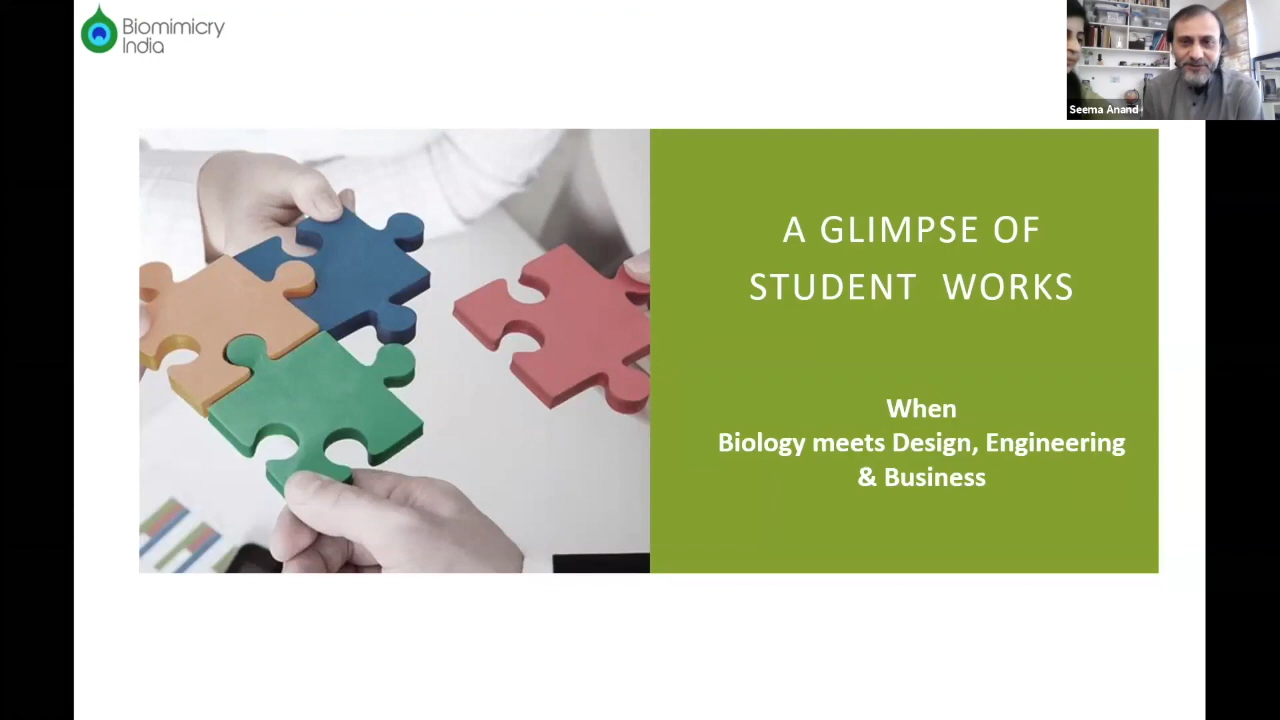 Biomimicry
India
Seema Anand
A GLIMPSE OF
STUDENT WORKS
When
Biology meets Design, Engineering
& Business